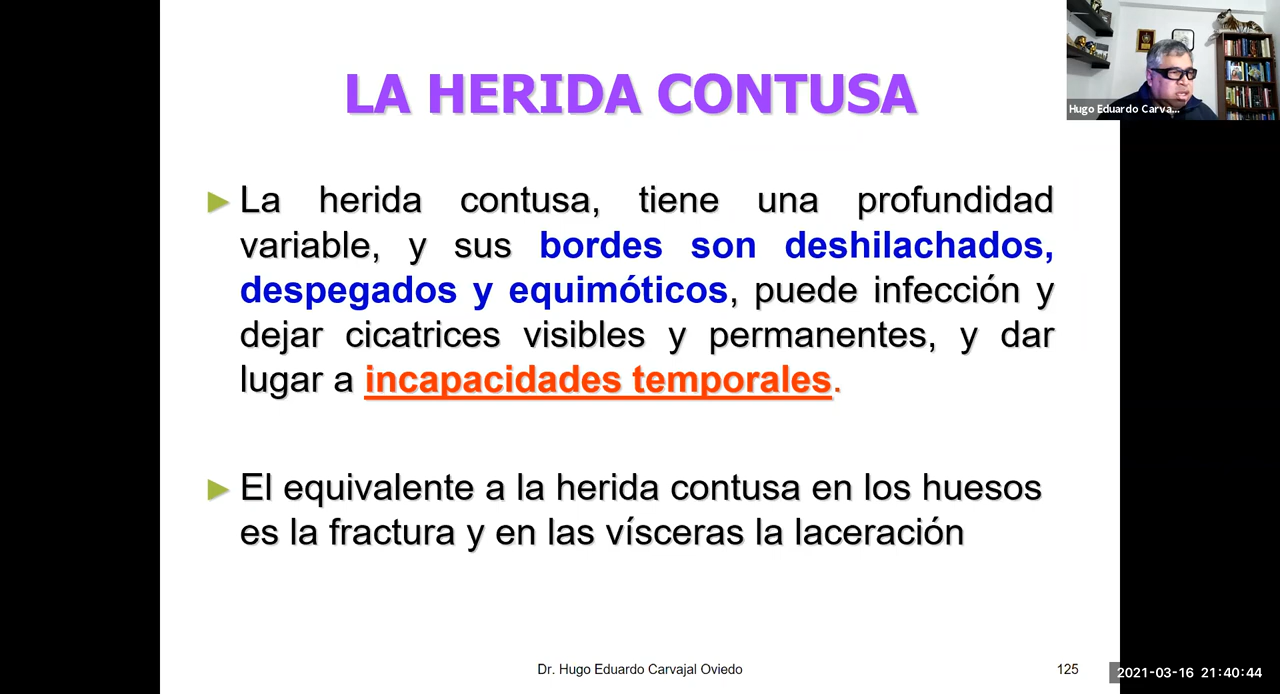 LA HERIDA CONTUSA
Hugo Eduardo Carva...
► La herida contusa, tiene una profundidad
variable, y sus bordes son deshilachados,
despegados y equimóticos, puede infección y
dejar cicatrices visibles y permanentes, y dar
lugar a incapacidades temporales.
► El equivalente a la herida contusa en los huesos
es la fractura y en las vísceras la laceración
Dr. Hugo Eduardo Carvajal Oviedo
125
2021-03-16 21:40:44